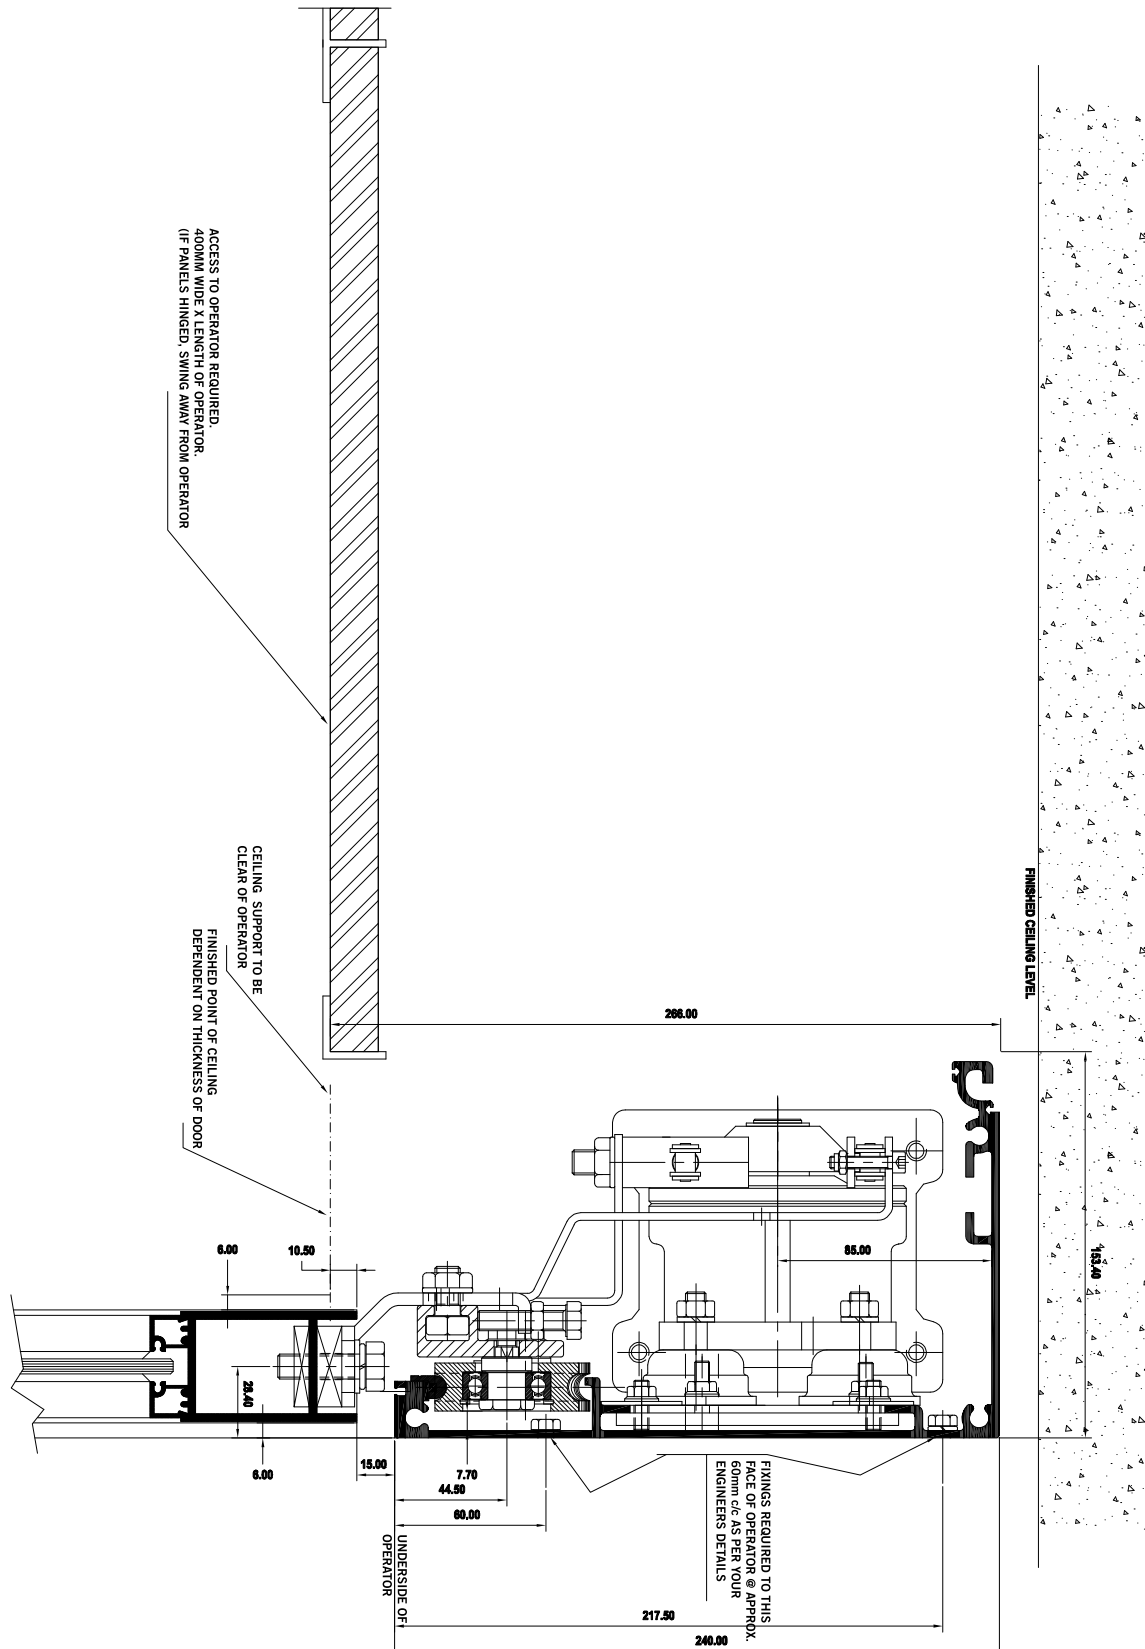 FINISHED CEILING LEVEL
ACCESS TO OPERATOR REQUIRED.
400MM WIDE X LENGTH OF OPERATOR.
(IF PANELS HINGED, SWING AWAY FROM OPERATOR
CEILING SUPPORT TO BE
CLEAR OF OPERATOR
FINISHED POINT OF CEILING
DEPENDENT ON THICKNESS OF DOOR
266.00
153.40
85.00
6.00
10.50
28.40
6.00
15.00
7.70
44.50
60.00
217.50
240.00
UNDERSIDE OF
OPERATOR
FIXINGS REQUIRED TO THIS
FACE OF OPERATOR @ APPROX.
60mm c/c AS PER YOUR
ENGINEERS DETAILS